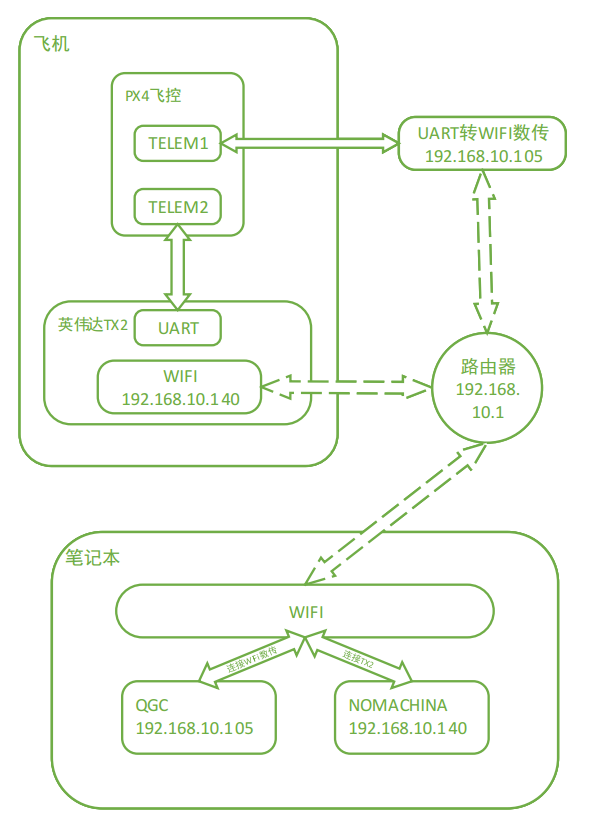 飞机
PX4飞控
TELEM1
TELEM2
UART转WIFI数传
192.168.10.105
英伟达TX2
UART
WIFI
192.168.10.140
路由器
192.168.
10.1
笔记本
WIFI
连接WIFI数传
连接TX2
QGC
192.168.10.105
NOMACHINA
192.168.10.140